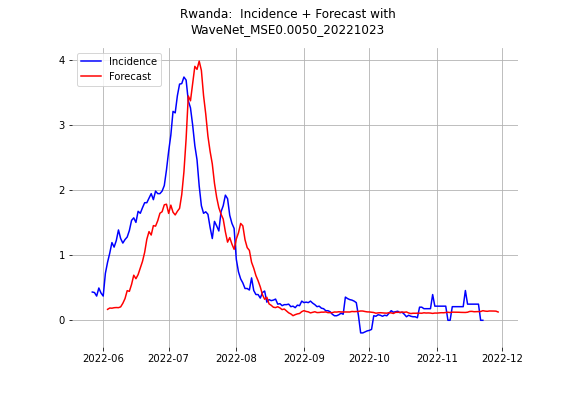 Rwanda:  Incidence + Forecast with
WaveNet_MSE0.0050_20221023
Incidence
Forecast
4
3
2
1
0
2022-06 2022-07 2022-08 2022-09 2022-10 2022-11 2022-12